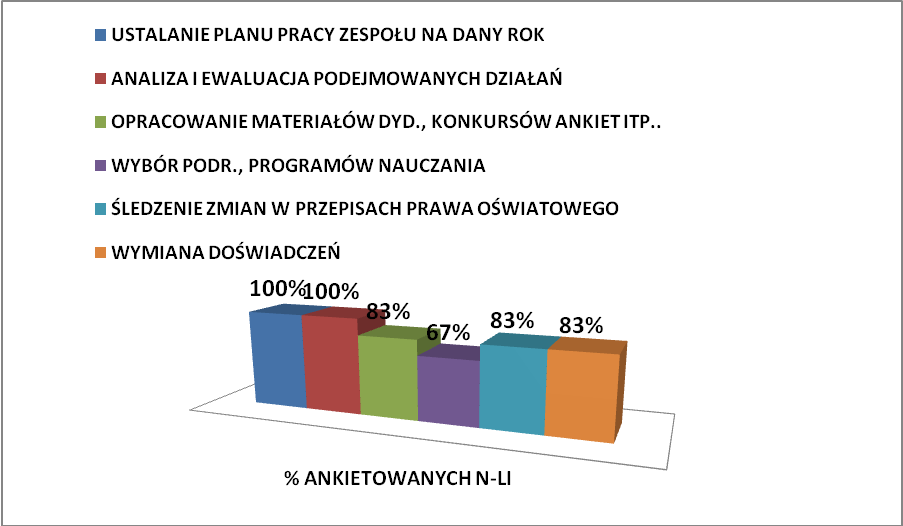 USTALANIE PLANU PRACY ZESPOŁU NA DANY ROK
ANALIZA I EWALUACJA PODEJMOWANYCH DZIAŁAŃ
OPRACOWANIE MATERIAŁÓW DYD., KONKURSÓW ANKIET ITP..
WYBÓR PODR., PROGRAMÓW NAUCZANIA
ŚLEDZENIE ZMIAN W PRZEPISACH PRAWA OŚWIATOWEGO
WYMIANA DOŚWIADCZEŃ
100% 100% 83% 67% 83% 83%
% ANKIETOWANYCH N-LI